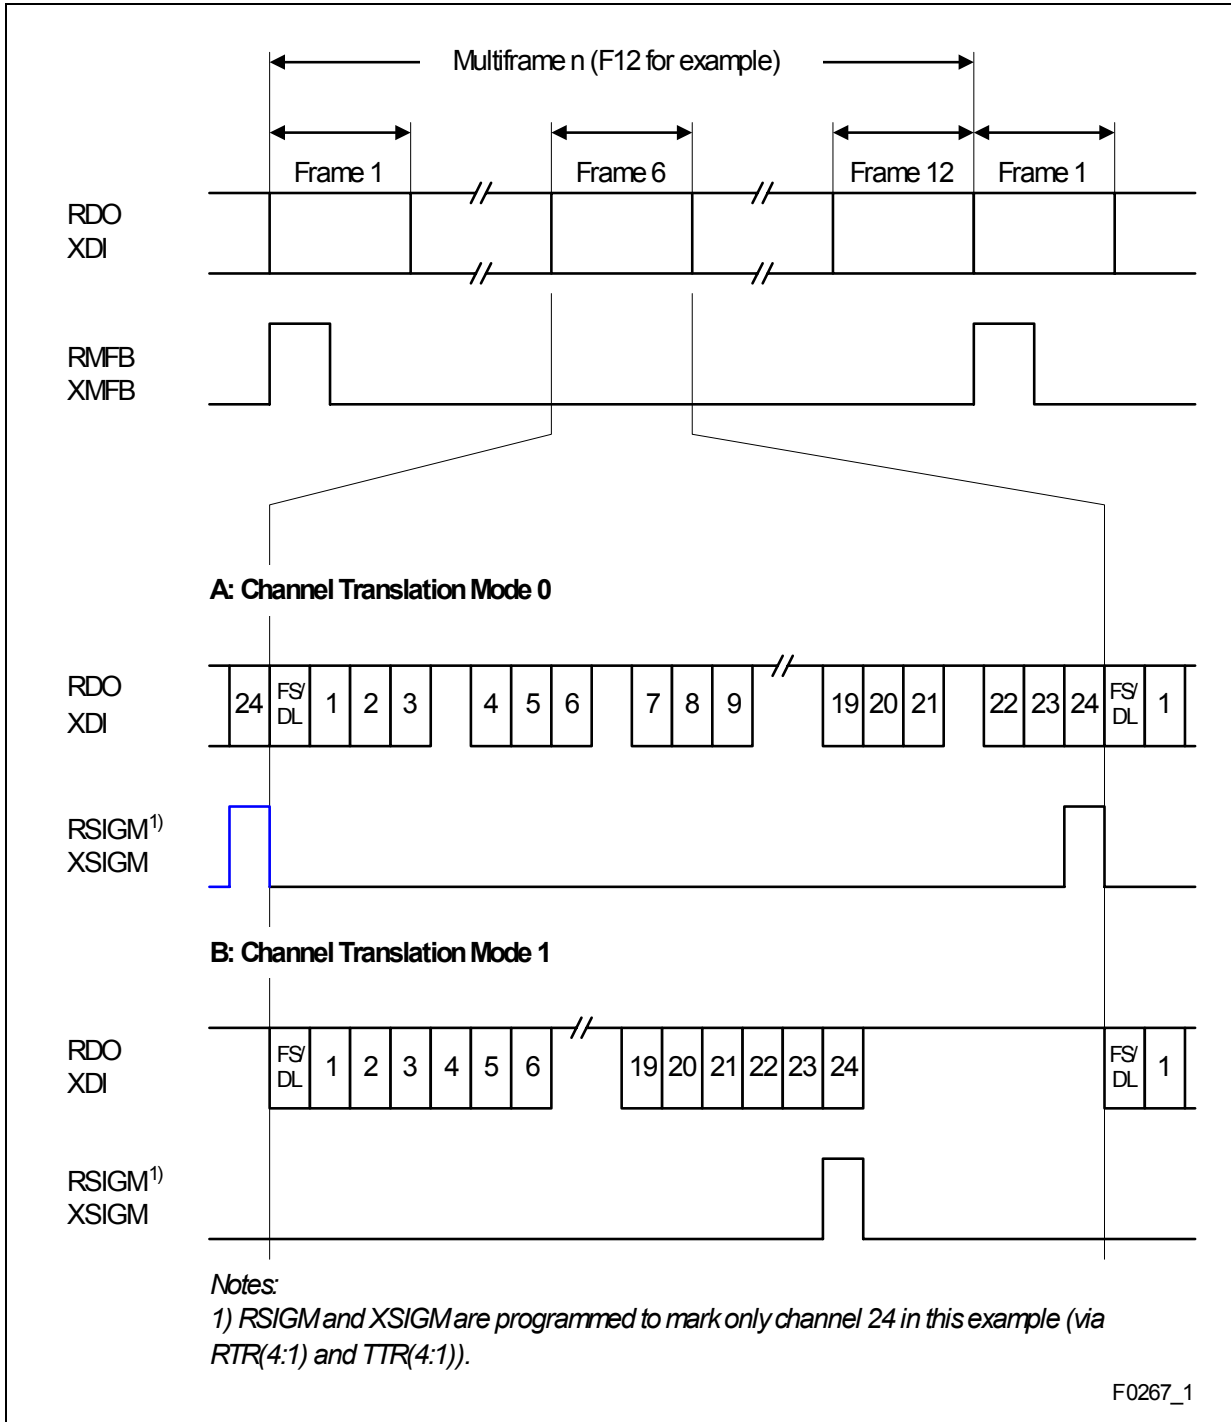 Multiframe n (F12 for example)
Frame 1 Frame 6 Frame 12 Frame 1
RDO
XDI
RMFB
XMFB
A: Channel Translation Mode 0
RDO
XDI
24 FS/DL 1 2 3 4 5 6 7 8 9 19 20 21 22 23 24 FS/DL 1
RSIGM1)
XSIGM
B: Channel Translation Mode 1
RDO
XDI
FS/DL 1 2 3 4 5 6 19 20 21 22 23 24 FS/DL 1
RSIGM1)
XSIGM
Notes:
1) RSIGM and XSIGM are programmed to mark only channel 24 in this example (via
RTR(4:1) and TTR(4:1)).
F0267_1